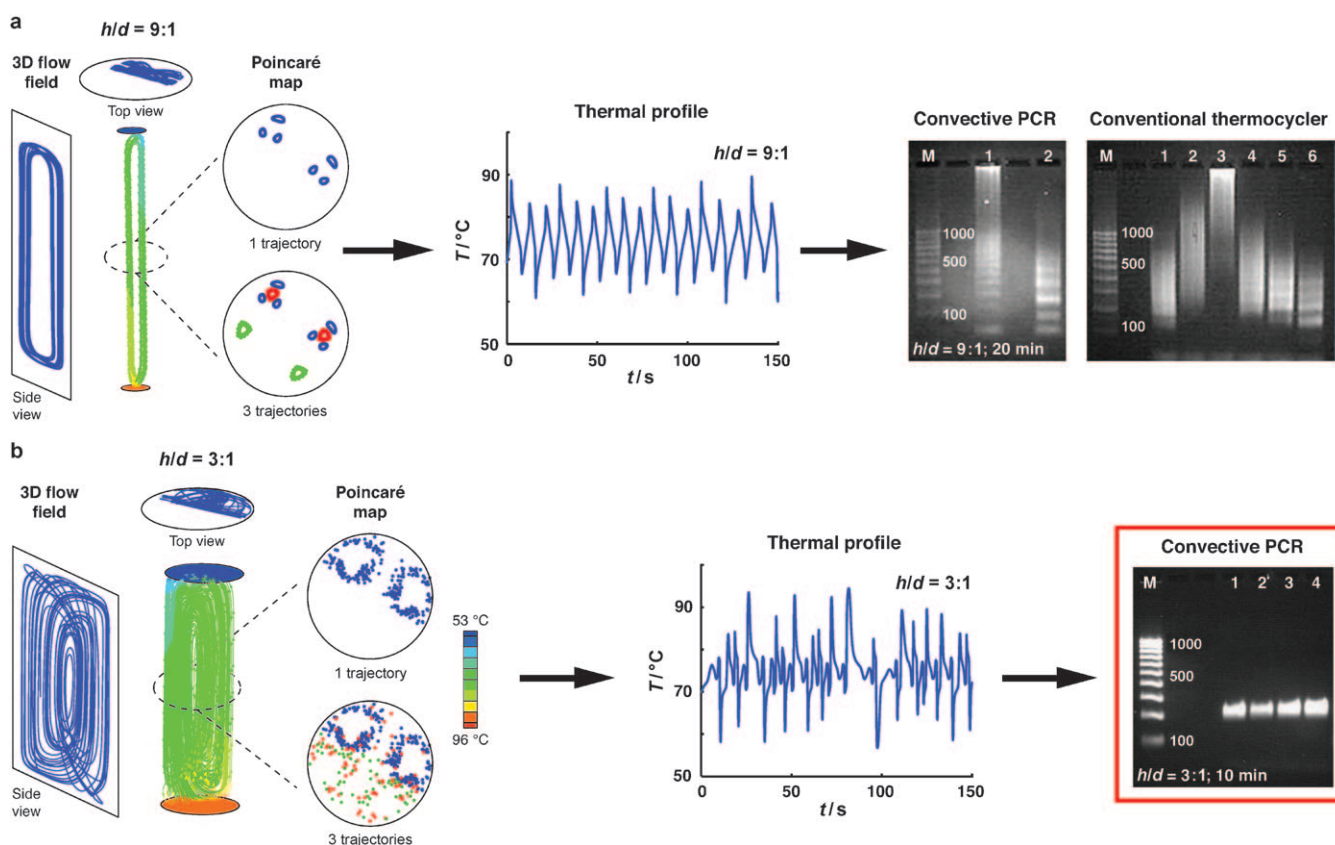 a
h/d = 9:1
3D flow
field
Top view
Side
view
Poincaré
map
1 trajectory
3 trajectories
Thermal profile
h/d = 9:1
T / °C
90
70
50
0 50 100 150
t / s
Convective PCR
M 1 2
1000
500
100
h/d = 9:1; 20 min
Conventional thermocycler
M 1 2 3 4 5 6
1000
500
100
b
h/d = 3:1
3D flow
field
Top view
Side
view
Poincaré
map
1 trajectory
3 trajectories
53 °C
96 °C
Thermal profile
h/d = 3:1
T / °C
90
70
50
0 50 100 150
t / s
Convective PCR
M 1 2 3 4
1000
500
100
h/d = 3:1; 10 min